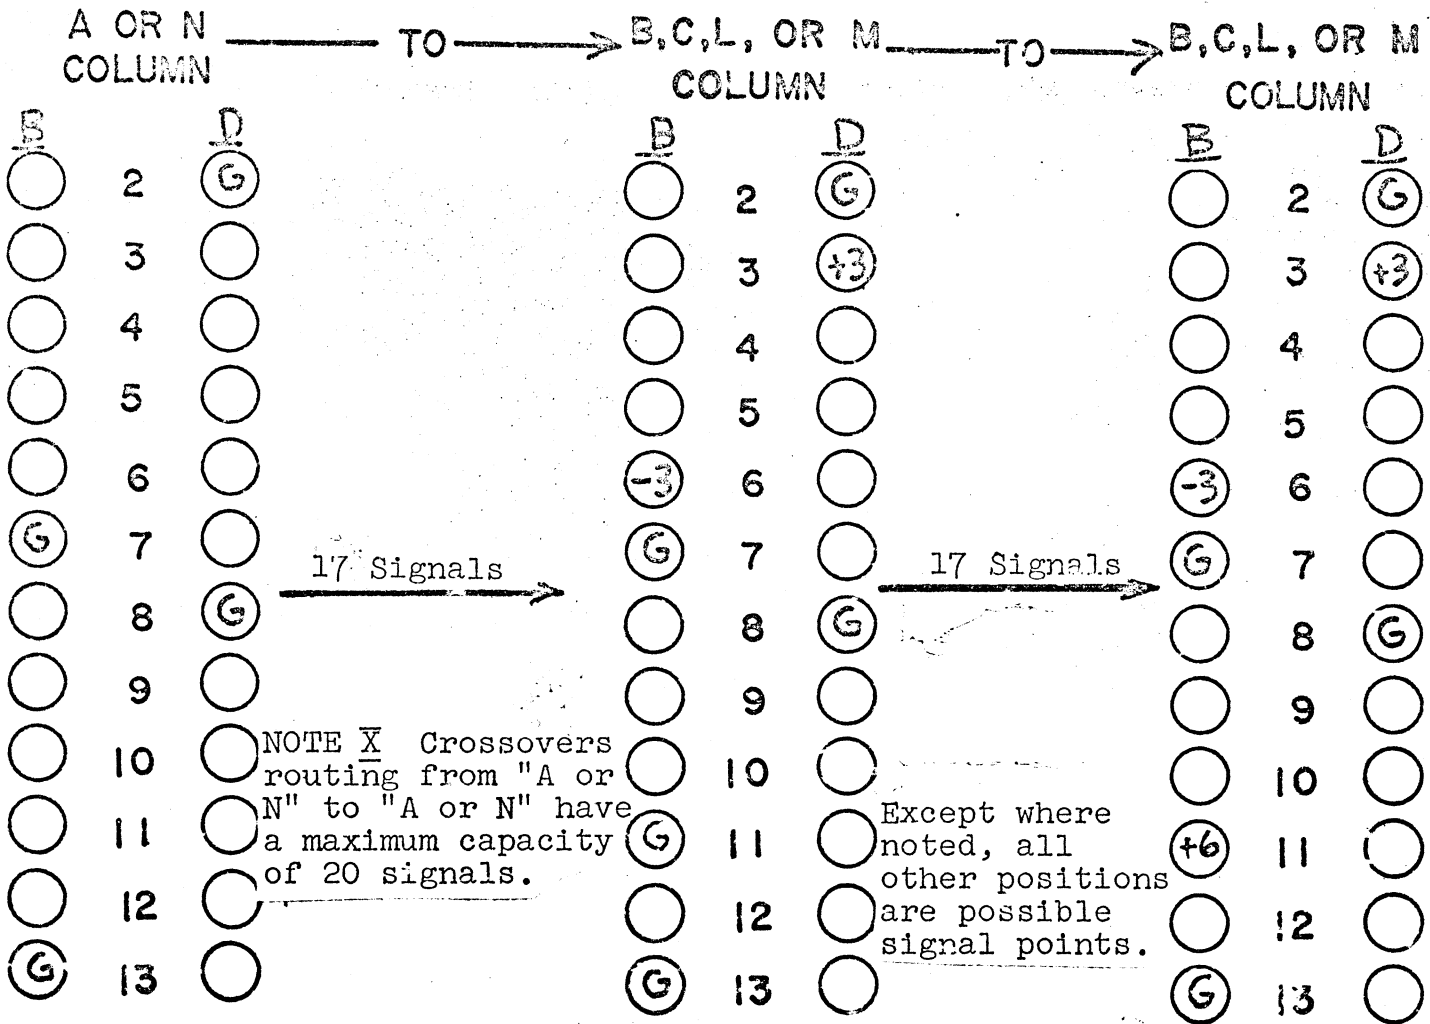 A OR N TO B,C,L, OR M TO B,C,L, OR M
COLUMN COLUMN COLUMN
B D B D B D
2 G 2 G 2 G
3 3 +3 3 +3
4 4 4
5 5 5
6 -3 6 -3 6
G 7 G 7 G 7
17 Signals 17 Signals
8 G 8 G 8 G
9 9 9
10 10 10
11 G 11 +6 11
12 12 12
G 13 G 13 G 13
NOTE X̅ Crossovers
routing from "A or
N" to "A or N" have
a maximum capacity
of 20 signals.
Except where
noted, all
other positions
are possible
signal points.